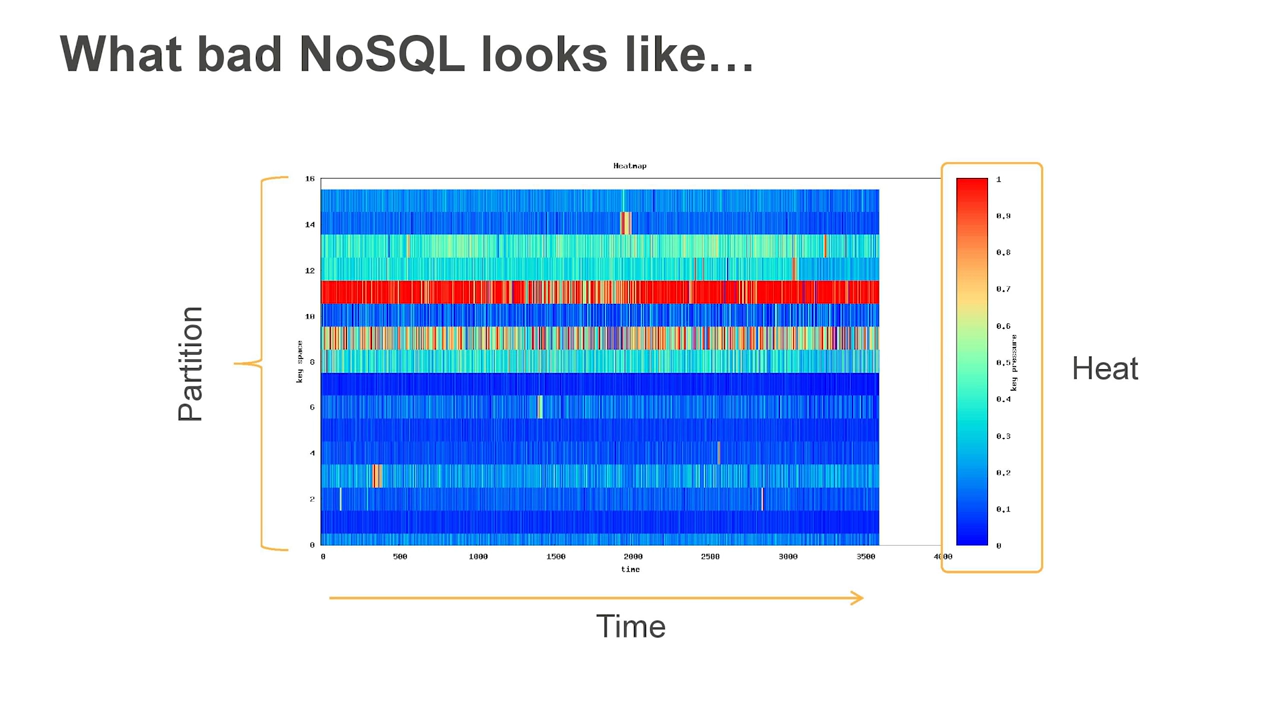 What bad NoSQL looks like…
Heatmap
Partition
key space
16
14
12
10
8
6
4
2
0
0 500 1000 1500 2000 2500 3000 3500 4000
time
Time
1
0.9
0.8
0.7
0.6
0.5
0.4
0.3
0.2
0.1
0
key pressure
Heat